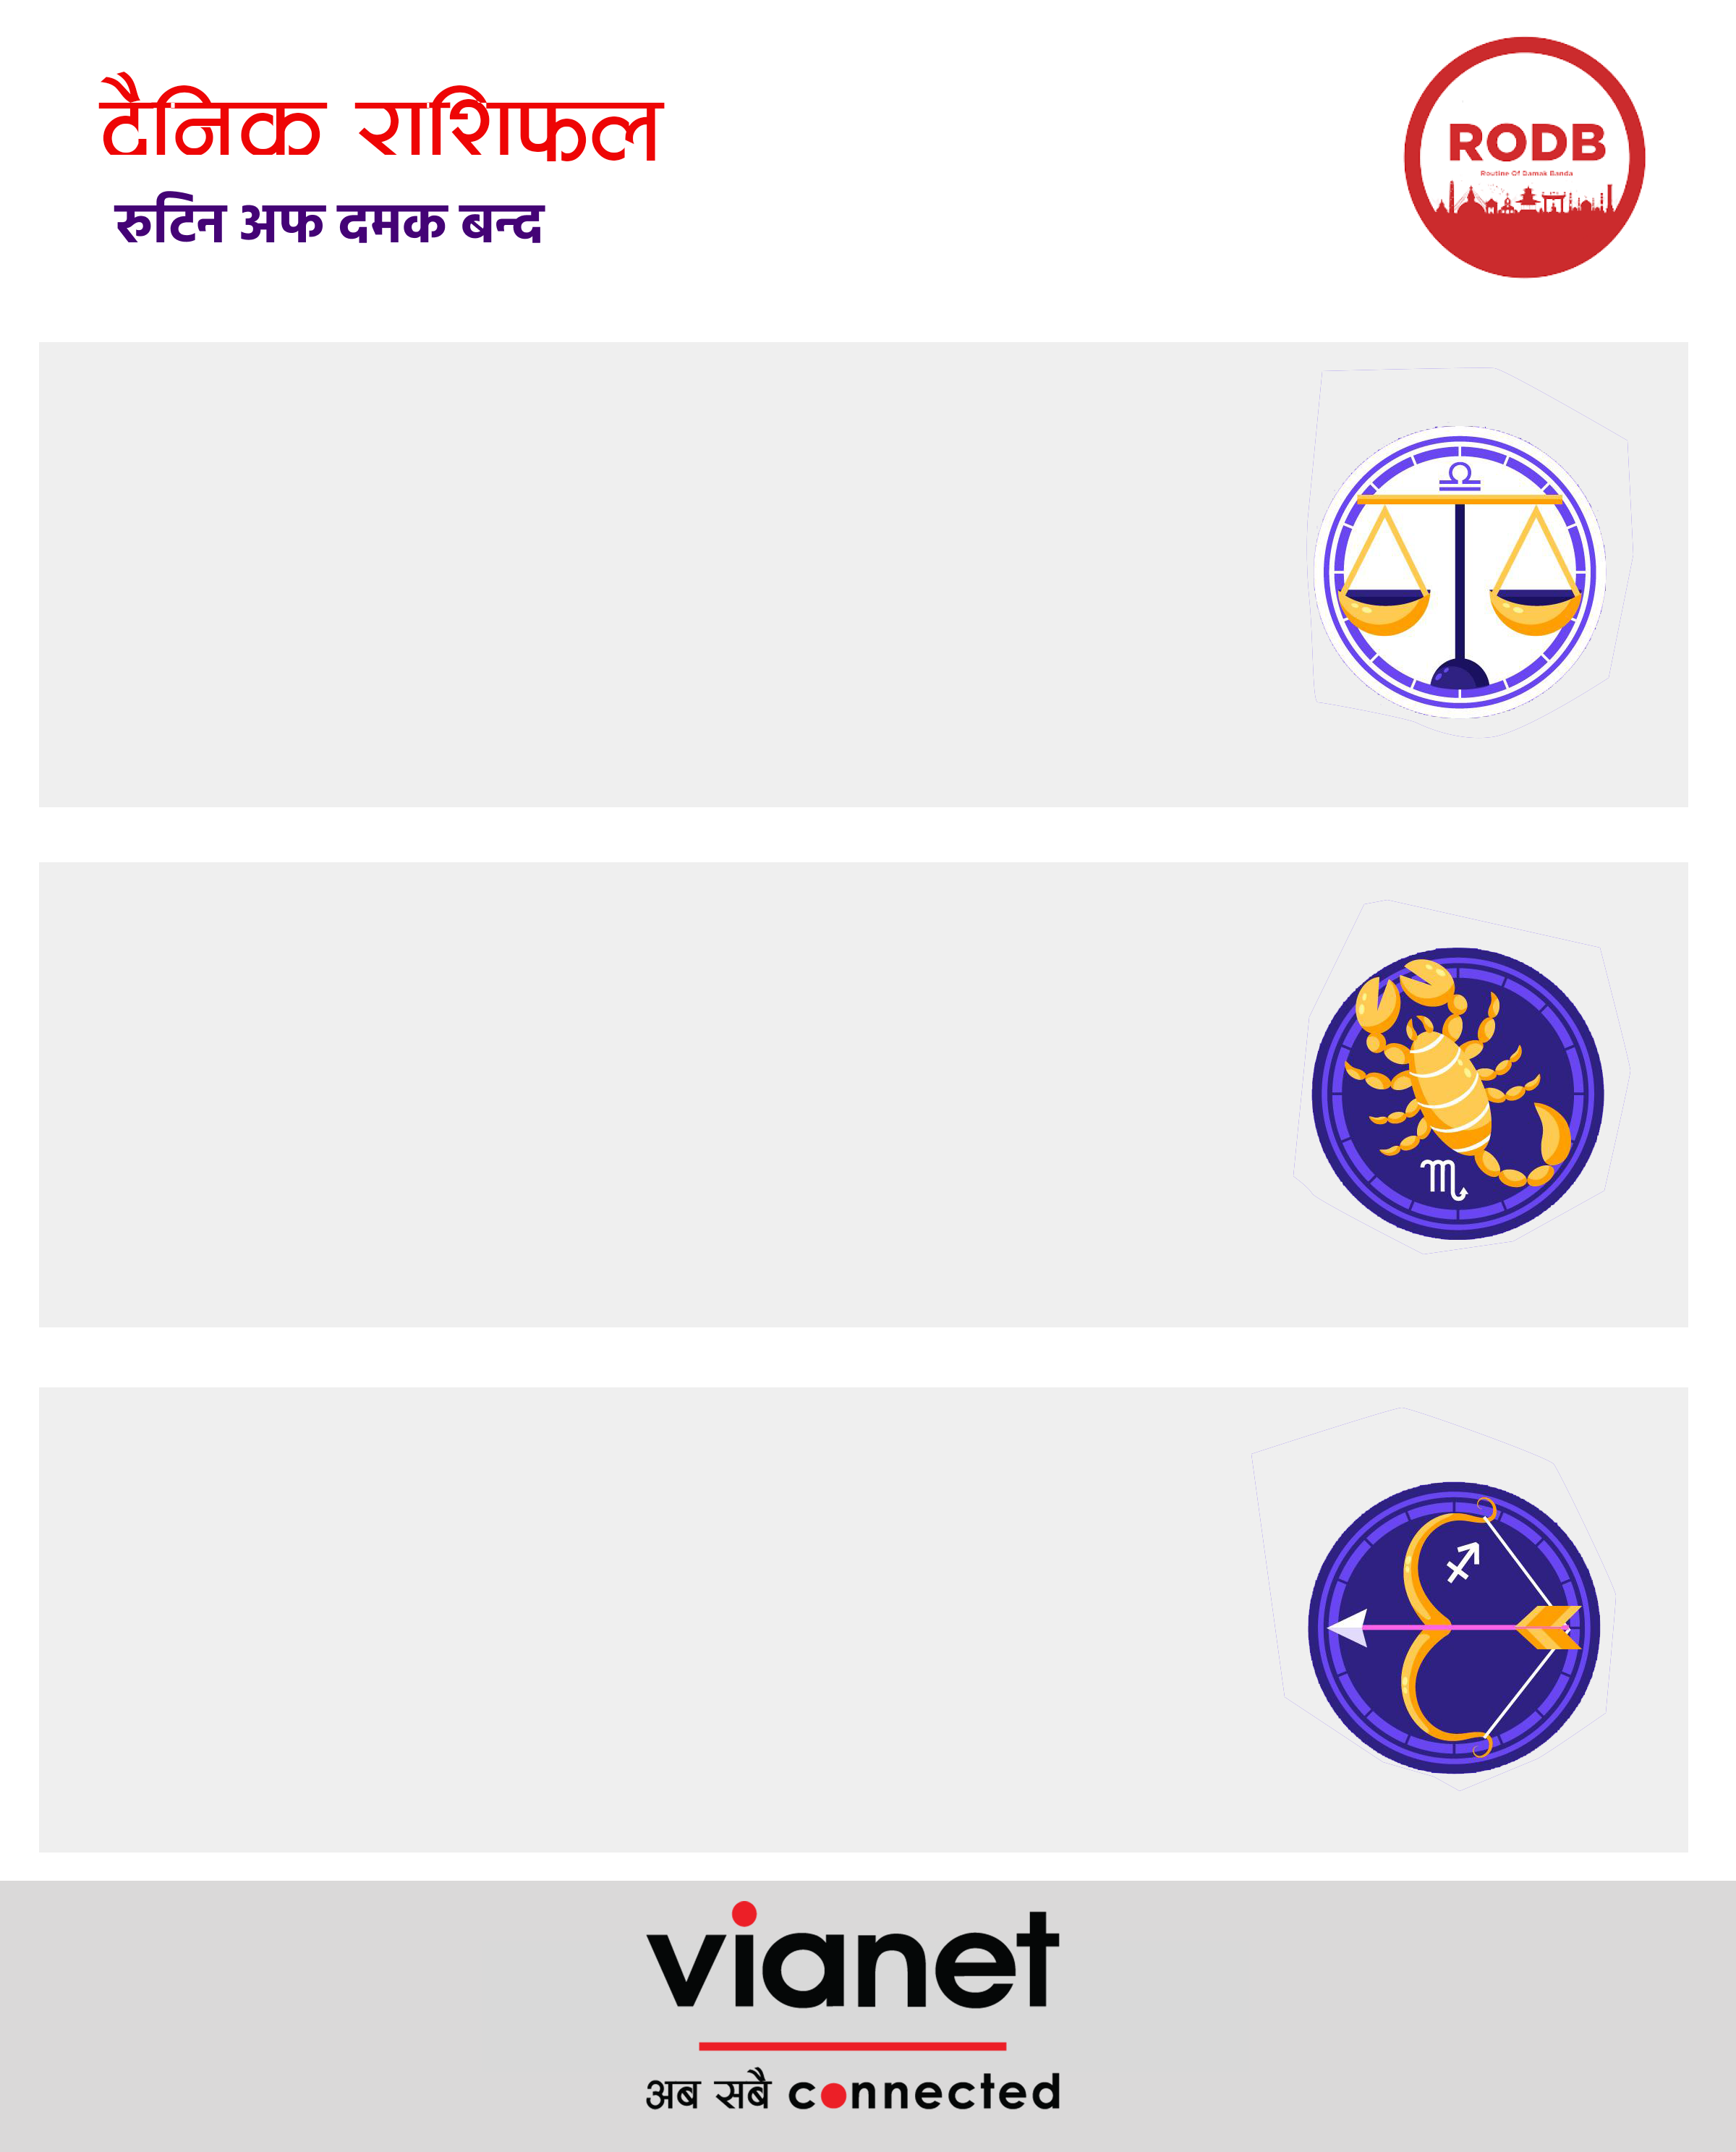 दैनिक राशिफल
रुटिन अफ दमक बन्द
RODB
Routine Of Damak Banda
vianet
अब सबै connected